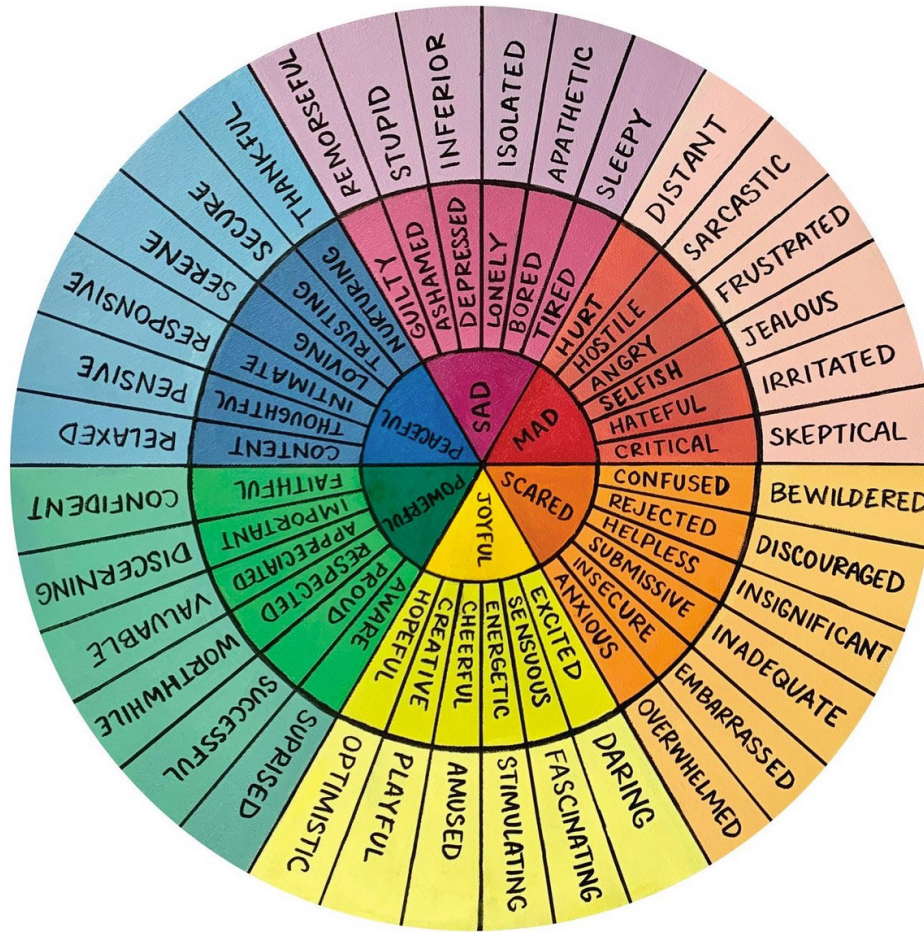 SAD
MAD
SCARED
JOYFUL
POWERFUL
PEACEFUL
GUILTY
ASHAMED
DEPRESSED
LONELY
BORED
TIRED
HURT
HOSTILE
ANGRY
SELFISH
HATEFUL
CRITICAL
CONFUSED
REJECTED
HELPLESS
SUBMISSIVE
INSECURE
ANXIOUS
EXCITED
SENSUOUS
ENERGETIC
CHEERFUL
CREATIVE
HOPEFUL
AWARE
PROUD
RESPECTED
APPRECIATED
IMPORTANT
FAITHFUL
CONTENT
THOUGHTFUL
INTIMATE
LOVING
TRUSTING
NURTURING
REMORSEFUL
STUPID
INFERIOR
ISOLATED
APATHETIC
SLEEPY
DISTANT
SARCASTIC
FRUSTRATED
JEALOUS
IRRITATED
SKEPTICAL
BEWILDERED
DISCOURAGED
INSIGNIFICANT
INADEQUATE
EMBARRASSED
OVERWHELMED
DARING
FASCINATING
STIMULATING
AMUSED
PLAYFUL
OPTIMISTIC
SUPRISED
SUCCESSFUL
WORTHWHILE
VALUABLE
DISCERNING
CONFIDENT
RELAXED
PENSIVE
RESPONSIVE
SERENE
SECURE
THANKFUL